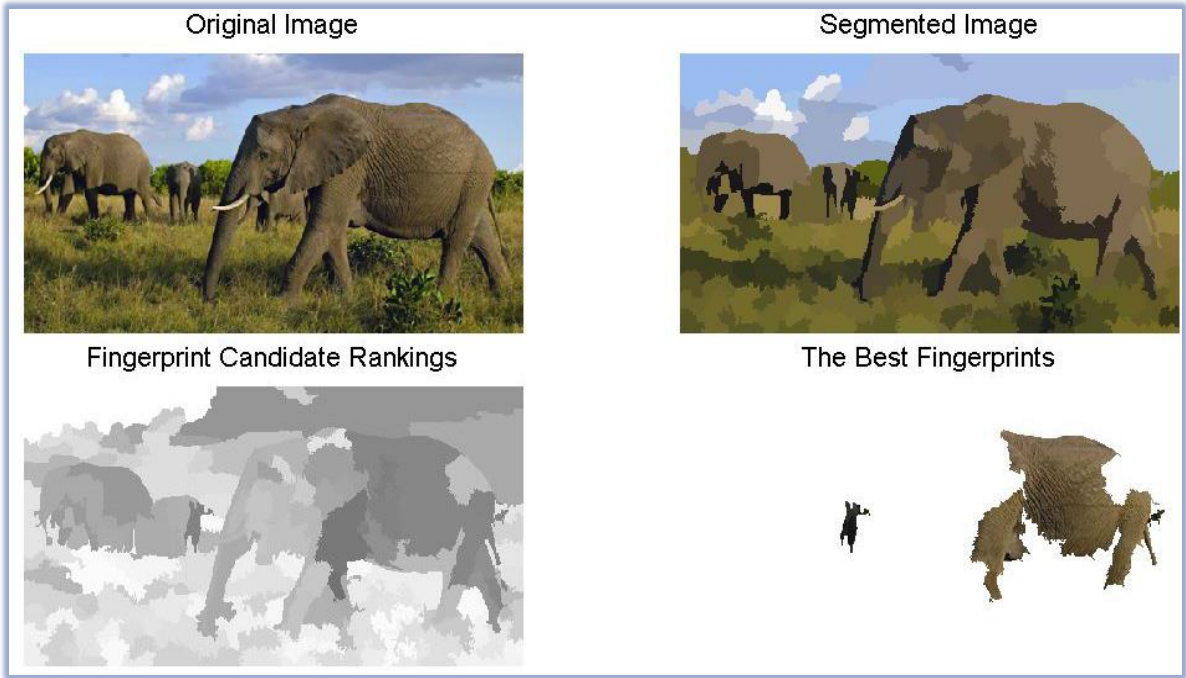 Original Image
Segmented Image
Fingerprint Candidate Rankings
The Best Fingerprints